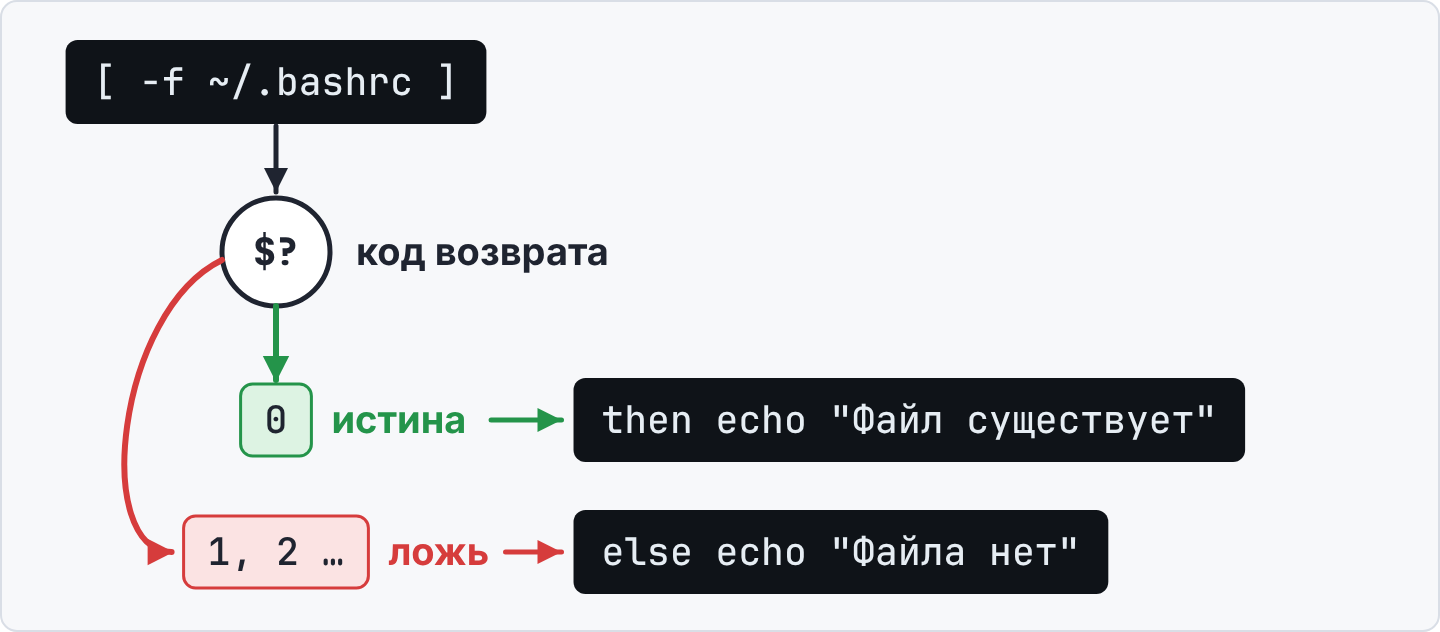 [ -f ~/.bashrc ]
$? код возврата
0 истина then echo "Файл существует"
1, 2 … ложь else echo "Файла нет"